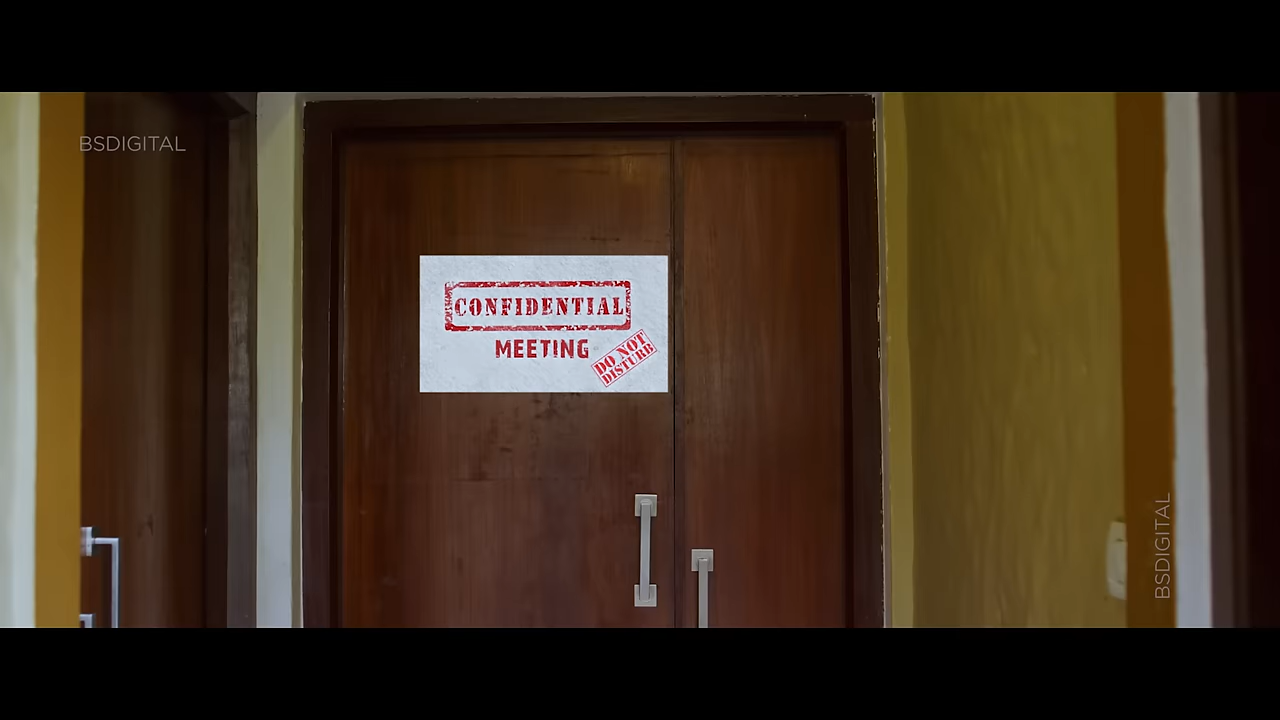 BSDIGITAL
CONFIDENTIAL
MEETING
DO NOT
DISTURB
BSDIGITAL